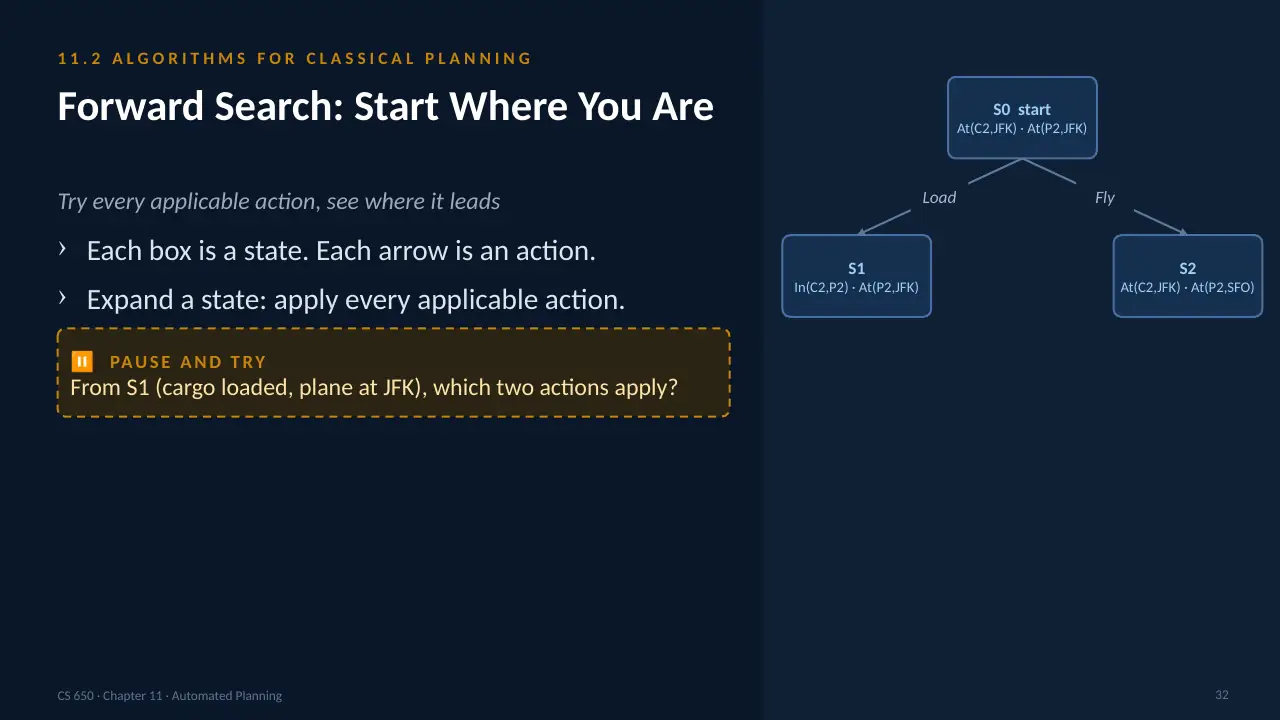 11.2 ALGORITHMS FOR CLASSICAL PLANNING
Forward Search: Start Where You Are
Try every applicable action, see where it leads
› Each box is a state. Each arrow is an action.
› Expand a state: apply every applicable action.
⏸ PAUSE AND TRY
From S1 (cargo loaded, plane at JFK), which two actions apply?
S0 start
At(C2,JFK) · At(P2,JFK)
Load
Fly
S1
In(C2,P2) · At(P2,JFK)
S2
At(C2,JFK) · At(P2,SFO)
CS 650 · Chapter 11 · Automated Planning
32